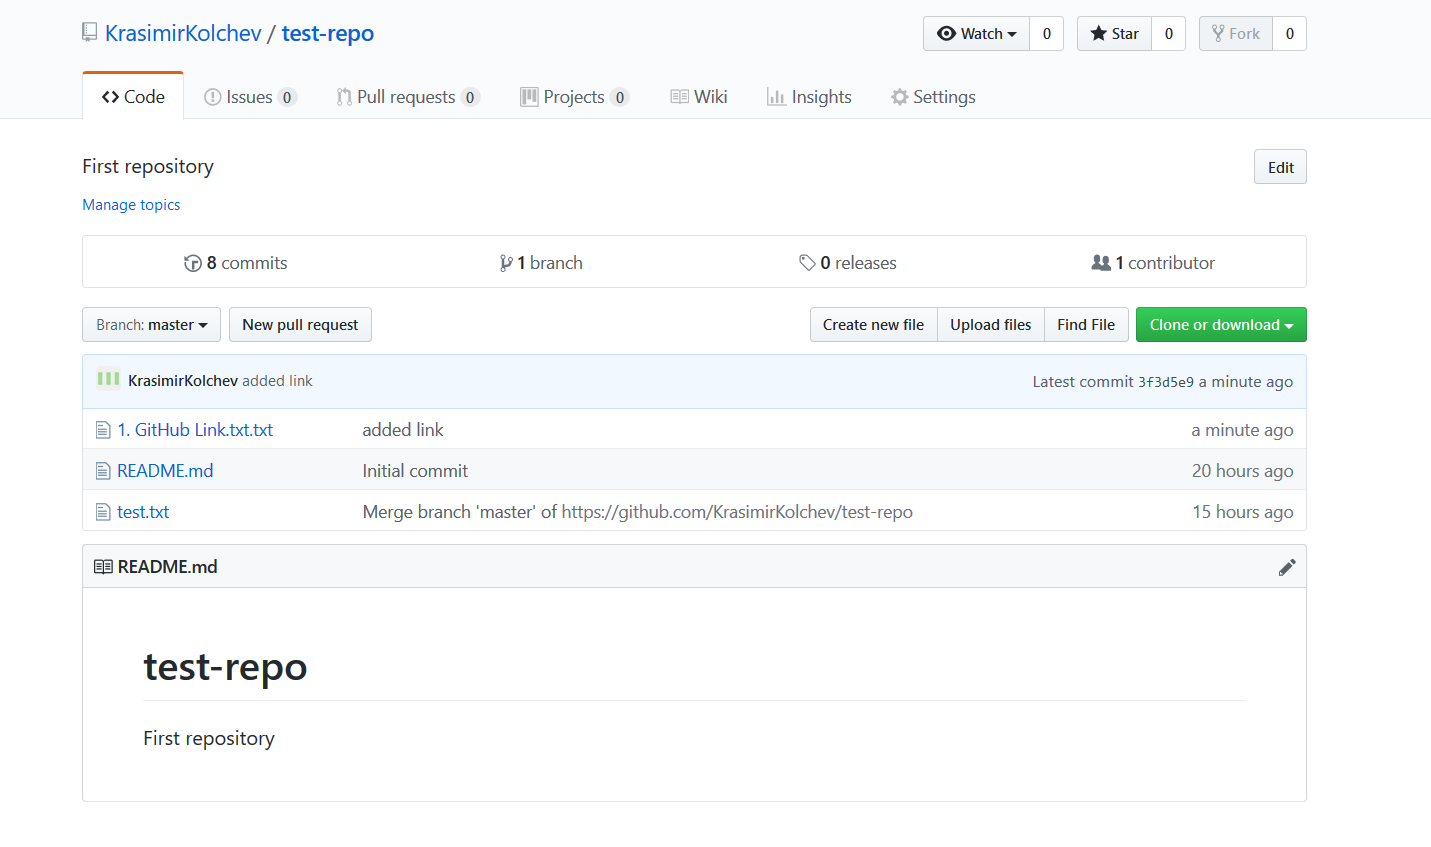 KrasimirKolchev / test-repo
Watch 0 Star 0 Fork 0
Code Issues 0 Pull requests 0 Projects 0 Wiki Insights Settings
First repository
Edit
Manage topics
8 commits 1 branch 0 releases 1 contributor
Branch: master New pull request Create new file Upload files Find File Clone or download
KrasimirKolchev added link Latest commit 3f3d5e9 a minute ago
1. GitHub Link.txt.txt added link a minute ago
README.md Initial commit 20 hours ago
test.txt Merge branch 'master' of https://github.com/KrasimirKolchev/test-repo 15 hours ago
README.md
test-repo
First repository